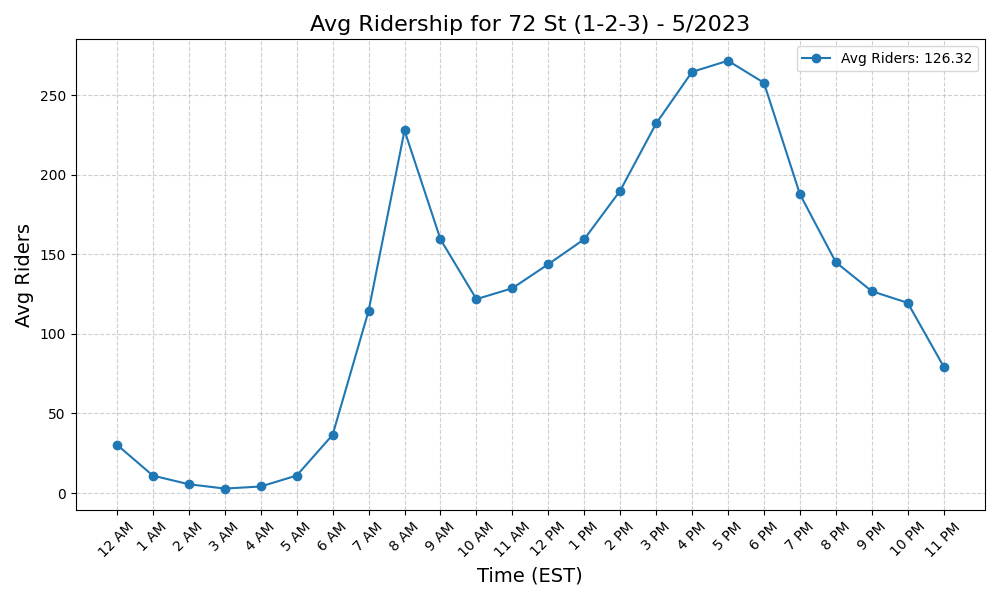 Avg Ridership for 72 St (1-2-3) - 5/2023
Avg Riders: 126.32
Avg Riders
250
200
150
100
50
0
12 AM 1 AM 2 AM 3 AM 4 AM 5 AM 6 AM 7 AM 8 AM 9 AM 10 AM 11 AM 12 PM 1 PM 2 PM 3 PM 4 PM 5 PM 6 PM 7 PM 8 PM 9 PM 10 PM 11 PM
Time (EST)